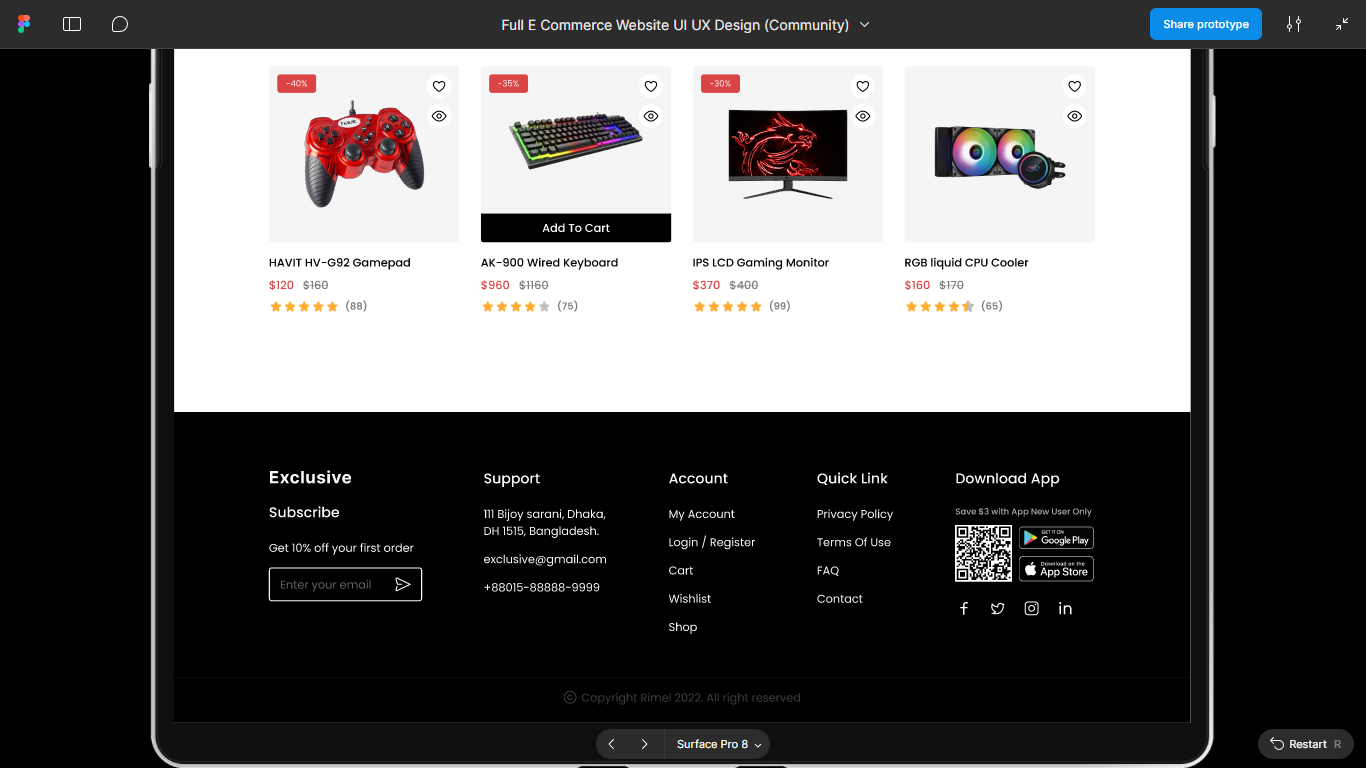 Full E Commerce Website UI UX Design (Community)
Share prototype
-40%
-35%
-30%
havit
Add To Cart
HAVIT HV-G92 Gamepad
AK-900 Wired Keyboard
IPS LCD Gaming Monitor
RGB liquid CPU Cooler
$120 $160
$960 $1160
$370 $400
$160 $170
(88)
(75)
(99)
(65)
Exclusive
Subscribe
Get 10% off your first order
Enter your email
Support
111 Bijoy sarani, Dhaka,
DH 1515, Bangladesh.
exclusive@gmail.com
+88015-88888-9999
Account
My Account
Login / Register
Cart
Wishlist
Shop
Quick Link
Privacy Policy
Terms Of Use
FAQ
Contact
Download App
Save $3 with App New User Only
GET IT ON
Google Play
Download on the
App Store
© Copyright Rimel 2022. All right reserved
Surface Pro 8
Restart R